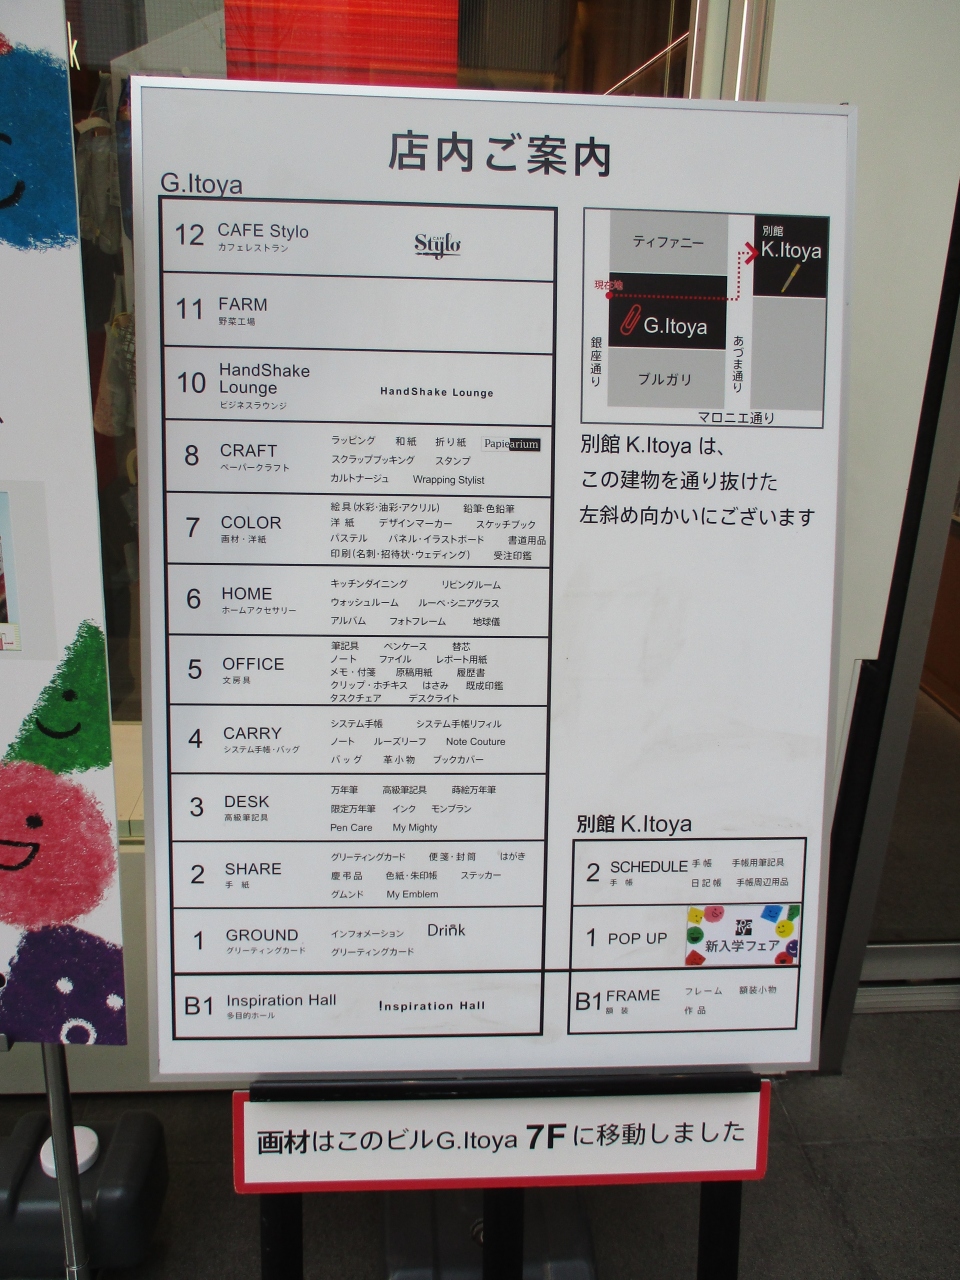 K
店内ご案内
G.Itoya
12 CAFE Stylo
カフェレストラン
CAFE Stylo
11 FARM
野菜工場
10 HandShake Lounge
ビジネスラウンジ
HandShake Lounge
8 CRAFT
ペーパークラフト
ラッピング 和紙 折り紙 Papierarium
スクラップブッキング スタンプ
カルトナージュ Wrapping Stylist
7 COLOR
画材・洋紙
絵具(水彩・油彩・アクリル) 鉛筆・色鉛筆
洋紙 デザインマーカー スケッチブック
パステル パネル・イラストボード 書道用品
印刷(名刺・招待状・ウェディング) 受注印鑑
6 HOME
ホームアクセサリー
キッチンダイニング リビングルーム
ウォッシュルーム ルーペ・シニアグラス
アルバム フォトフレーム 地球儀
5 OFFICE
文房具
筆記具 ペンケース 替芯
ノート ファイル レポート用紙
メモ・付箋 原稿用紙 履歴書
クリップ・ホチキス はさみ 既成印鑑
タスクチェア デスクライト
4 CARRY
システム手帳・バッグ
システム手帳 システム手帳リフィル
ノート ルーズリーフ Note Couture
バッグ 革小物 ブックカバー
3 DESK
高級筆記具
万年筆 高級筆記具 蒔絵万年筆
限定万年筆 インク モンブラン
Pen Care My Mighty
2 SHARE
手紙
グリーティングカード 便箋・封筒 はがき
慶弔品 色紙・朱印帳 ステッカー
グムンド My Emblem
1 GROUND
グリーティングカード
インフォメーション Drink
グリーティングカード
B1 Inspiration Hall
多目的ホール
Inspiration Hall
ティファニー
別館
K.Itoya
現在地
G.Itoya
銀座通り
あづま通り
ブルガリ
マロニエ通り
別館 K.Itoya は、
この建物を通り抜けた
左斜め向かいにございます
別館 K.Itoya
2 SCHEDULE
手帳
手帳 手帳用筆記具
日記帳 手帳周辺用品
1 POP UP
新入学フェア
B1 FRAME
額装
フレーム 額装小物
作品
画材はこのビルG.Itoya 7Fに移動しました